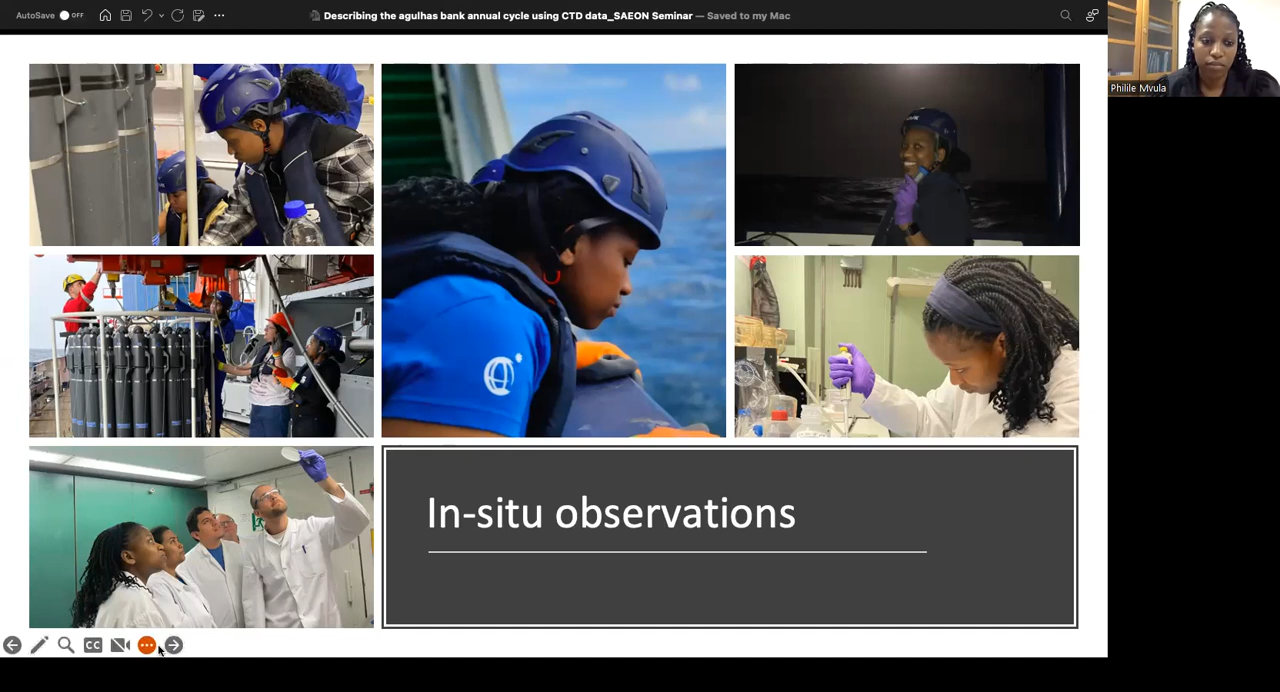 AutoSave OFF
Describing the agulhas bank annual cycle using CTD data_SAEON Seminar — Saved to my Mac
Philile Mvula
In-situ observations
CC